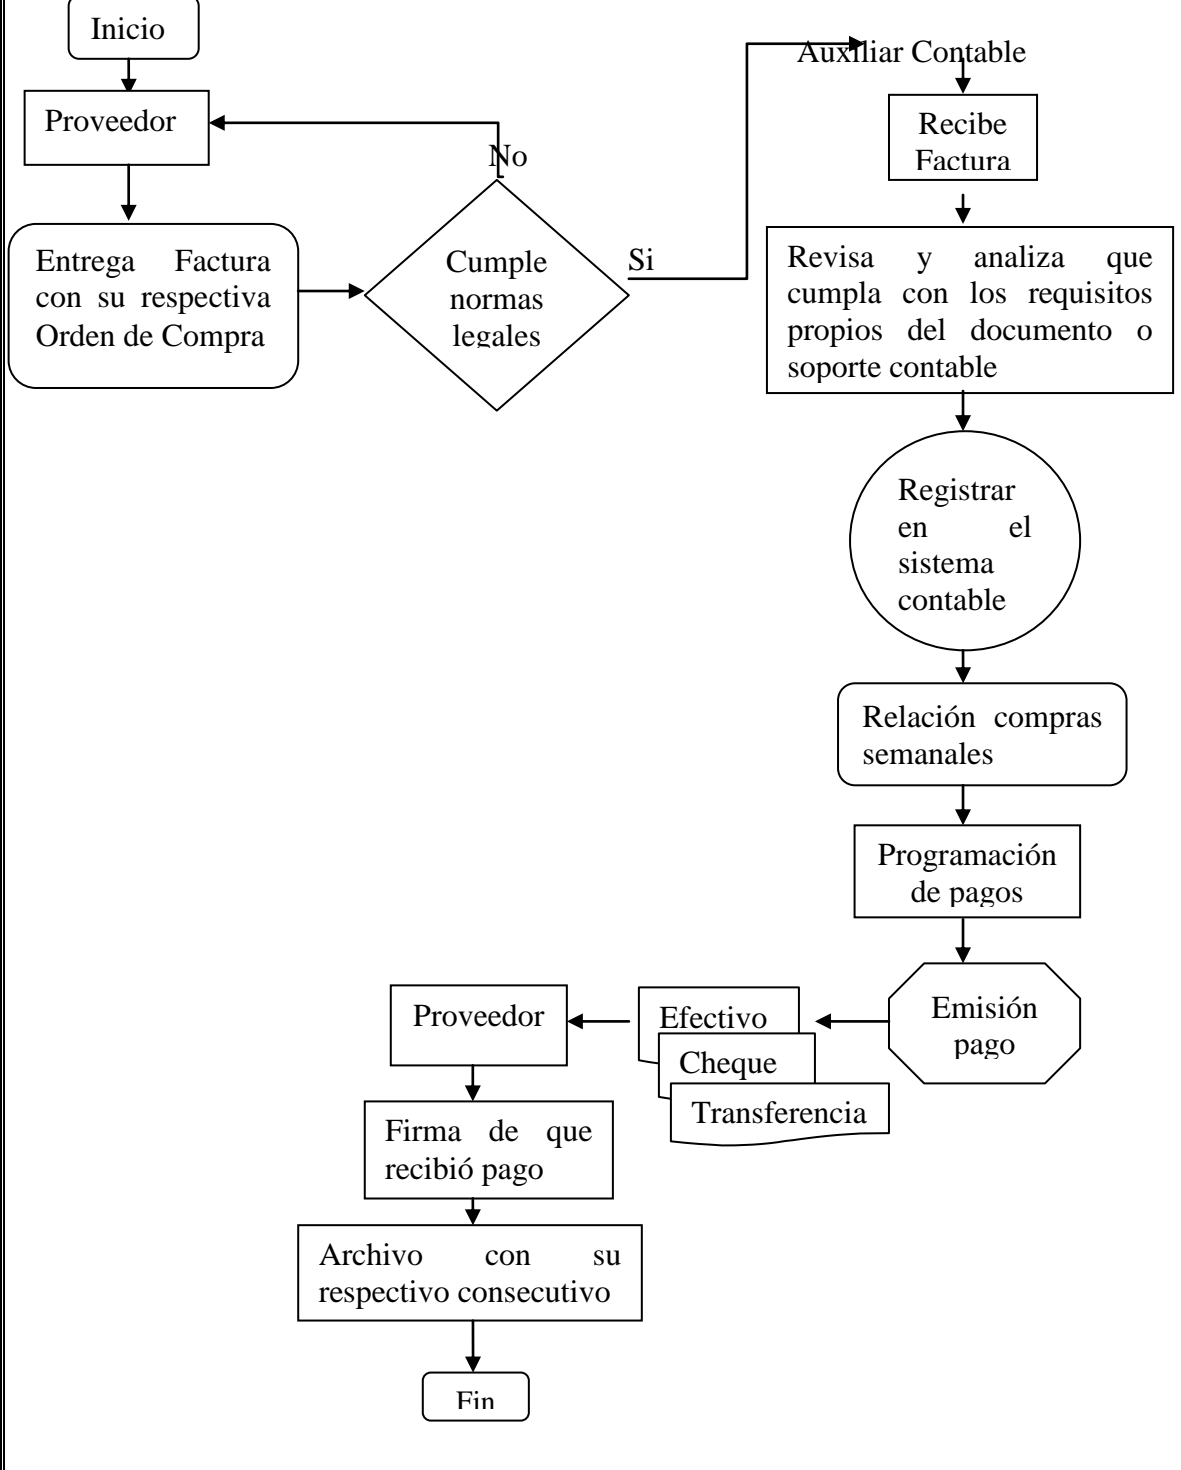 Inicio
Proveedor
Entrega Factura
con su respectiva
Orden de Compra
No
Cumple
normas
legales
Si
Auxiliar Contable
Recibe
Factura
Revisa y analiza que
cumpla con los requisitos
propios del documento o
soporte contable
Registrar
en el
sistema
contable
Relación compras
semanales
Programación
de pagos
Emisión
pago
Efectivo
Cheque
Transferencia
Proveedor
Firma de que
recibió pago
Archivo con su
respectivo consecutivo
Fin